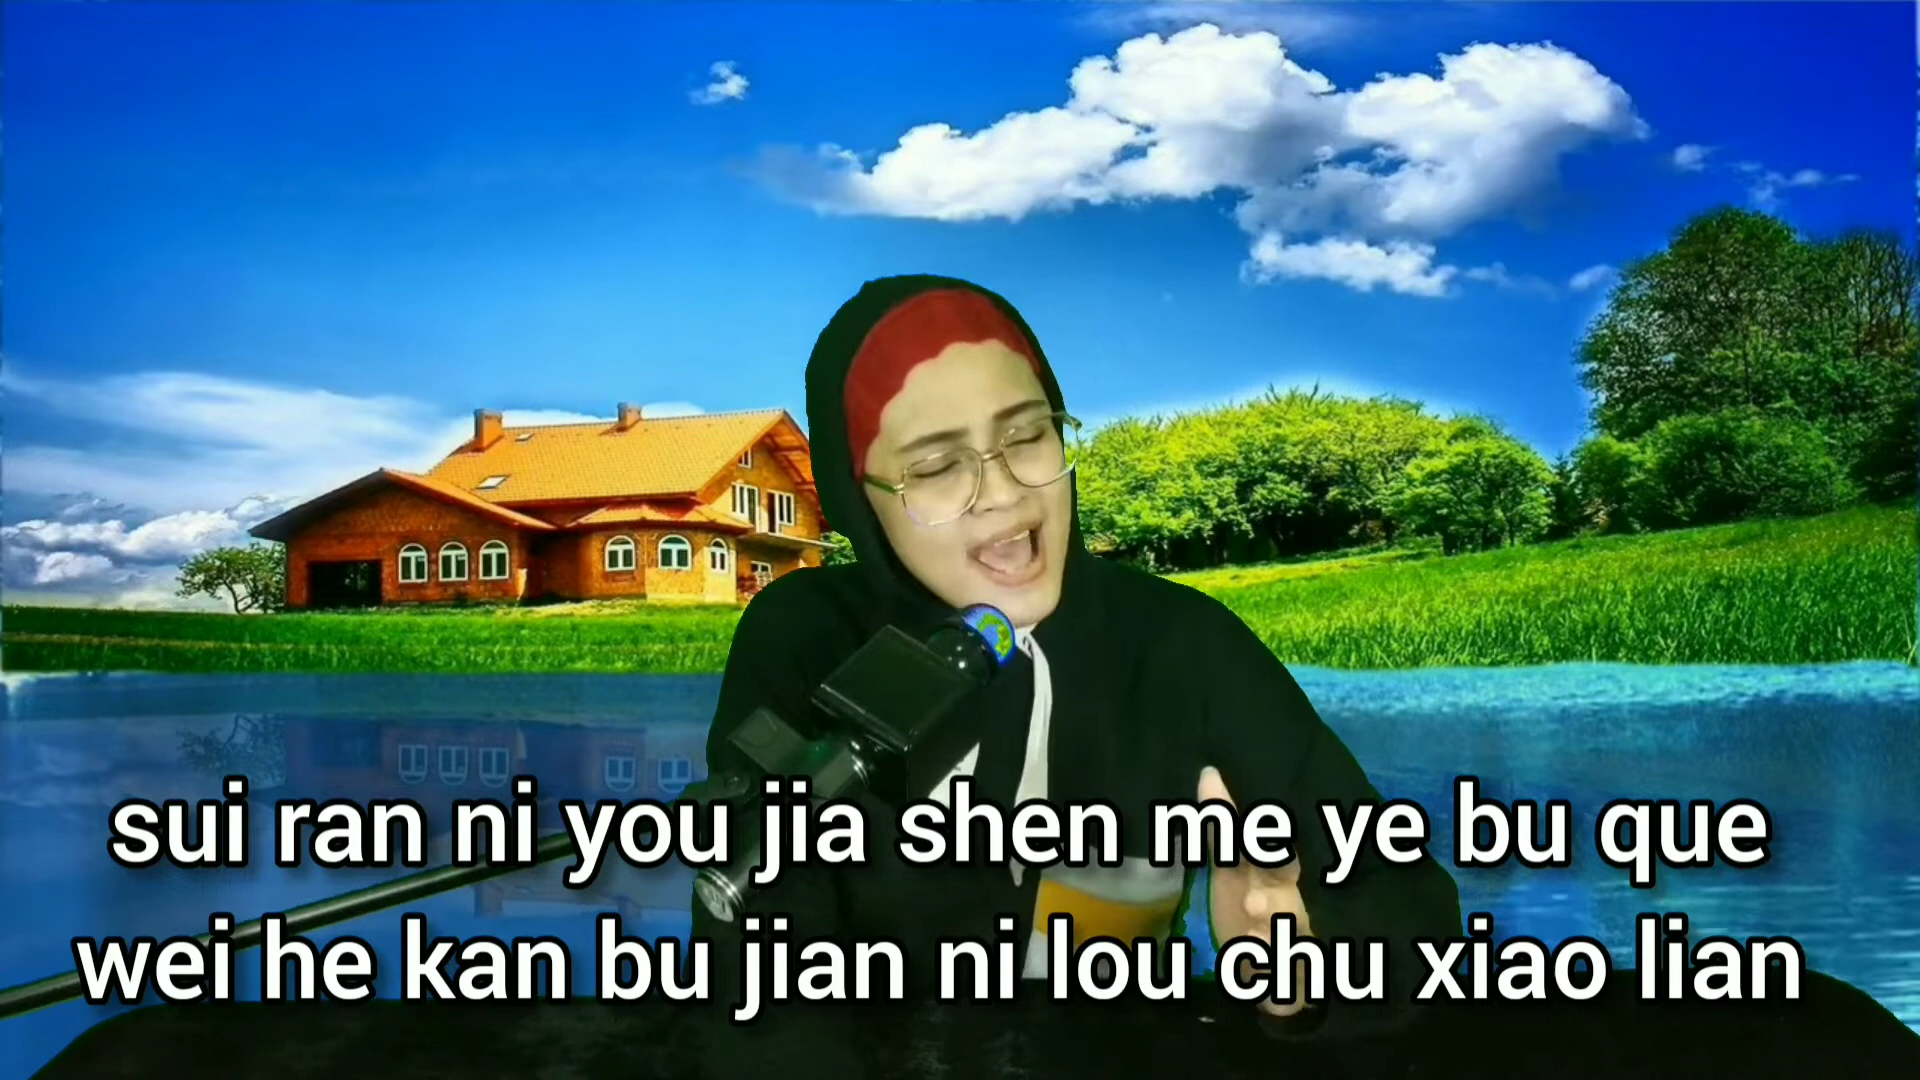 sui ran ni you jia shen me ye bu que
wei he kan bu jian ni lou chu xiao lian